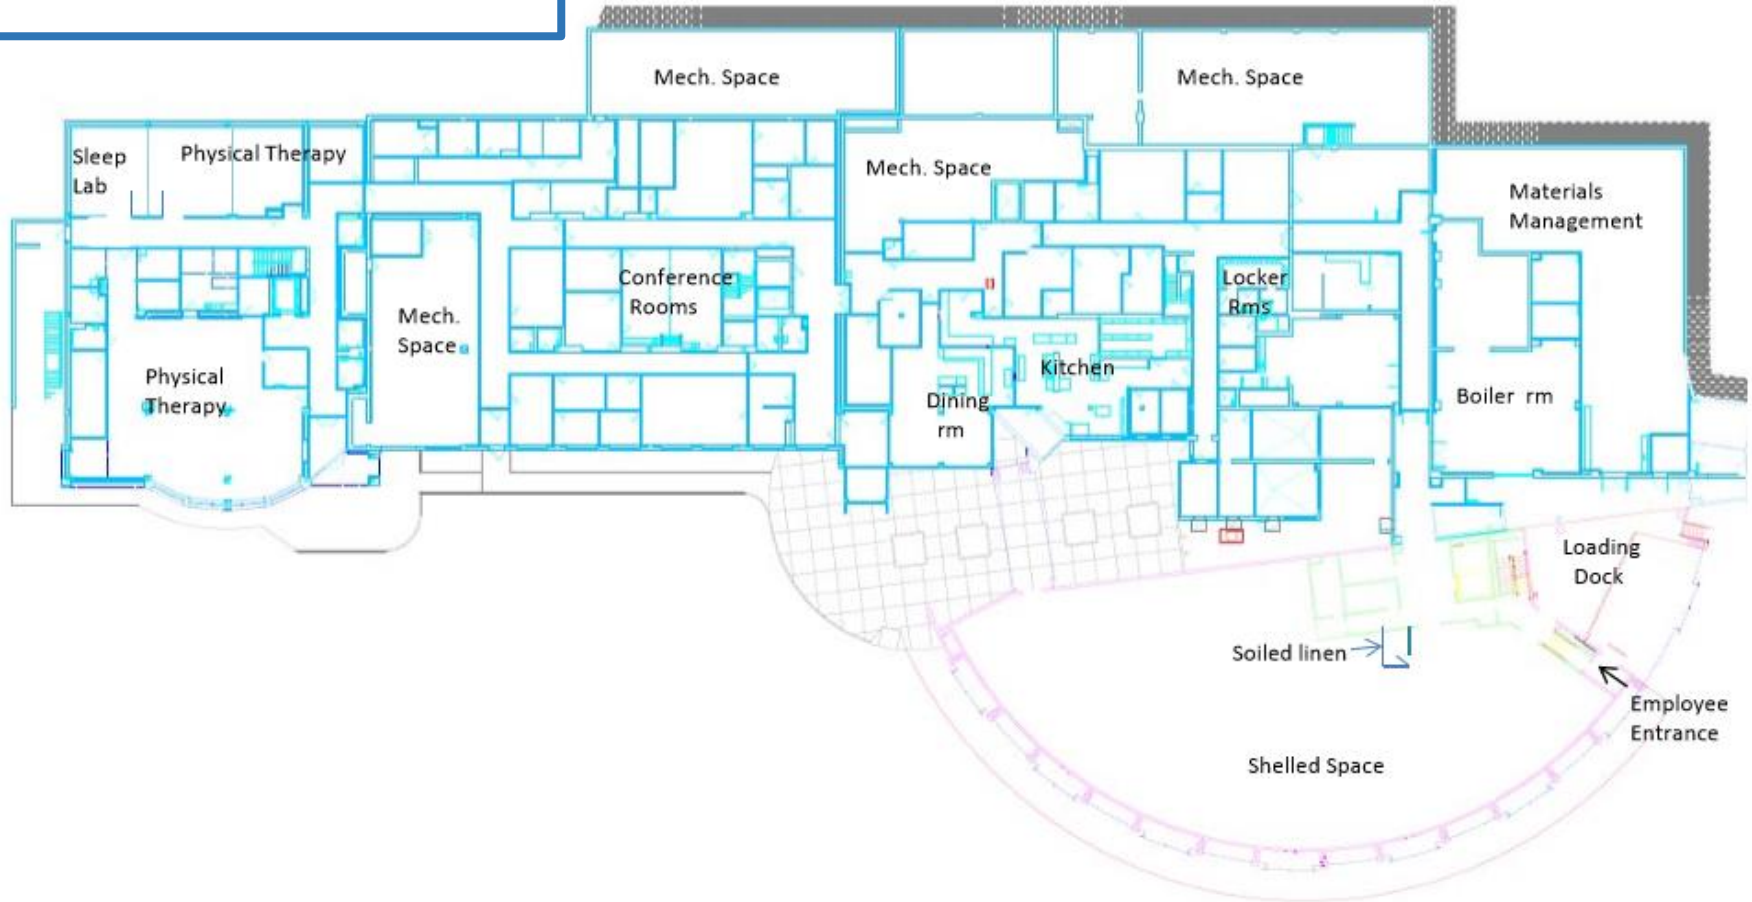 Mech. Space
Mech. Space
Sleep
Lab
Physical Therapy
Mech. Space
Materials
Management
Conference
Rooms
Locker
Rms
Mech.
Space
Physical
Therapy
Kitchen
Dining
rm
Boiler rm
Loading
Dock
Soiled linen
Employee
Entrance
Shelled Space